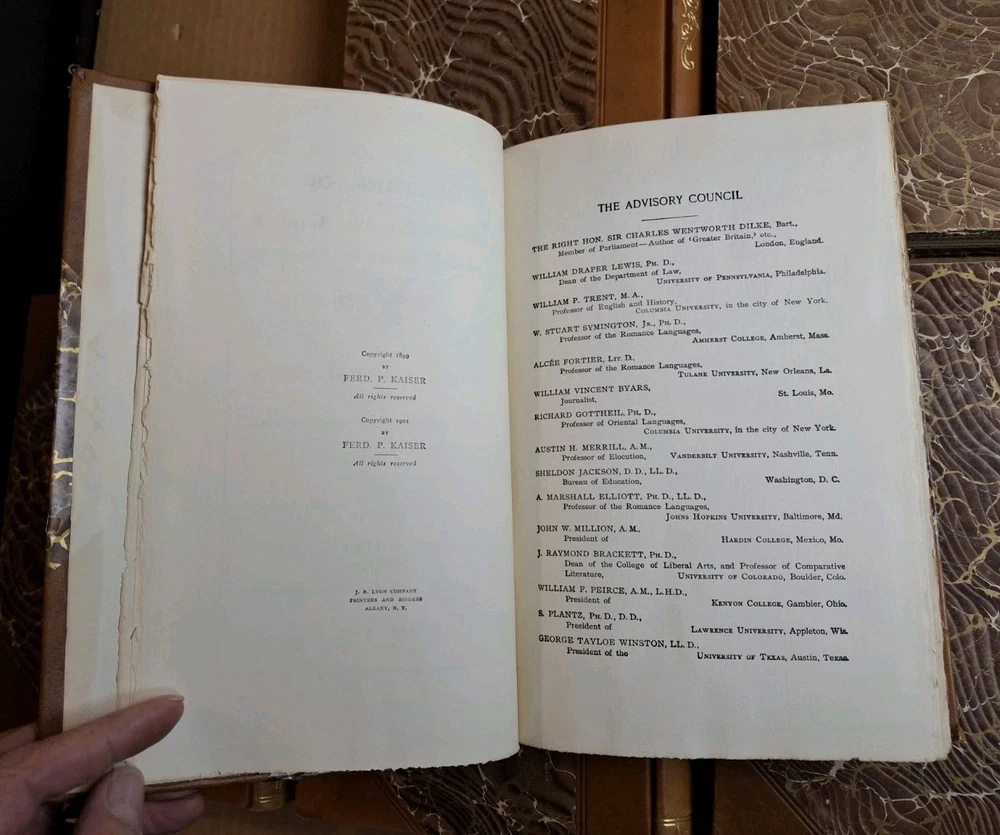 Copyright 1899
BY
FERD. P. KAISER
All rights reserved
Copyright 1901
BY
FERD. P. KAISER
All rights reserved
J. B. LYON COMPANY
PRINTERS AND BINDERS
ALBANY, N. Y.
THE ADVISORY COUNCIL
THE RIGHT HON. SIR CHARLES WENTWORTH DILKE, Bart.,
Member of Parliament—Author of 'Greater Britain,' etc.,
London, England.
WILLIAM DRAPER LEWIS, PH. D.,
Dean of the Department of Law,
UNIVERSITY OF PENNSYLVANIA, Philadelphia.
WILLIAM P. TRENT, M. A.,
Professor of English and History,
COLUMBIA UNIVERSITY, in the city of New York.
W. STUART SYMINGTON, JR., PH. D.,
Professor of the Romance Languages,
AMHERST COLLEGE, Amherst, Mass.
ALCÉE FORTIER, LIT. D.
Professor of the Romance Languages,
TULANE UNIVERSITY, New Orleans, La.
WILLIAM VINCENT BYARS,
Journalist, St. Louis, Mo.
RICHARD GOTTHEIL, PH. D.,
Professor of Oriental Languages,
COLUMBIA UNIVERSITY, in the city of New York.
AUSTIN H. MERRILL, A. M.,
Professor of Elocution, VANDERBILT UNIVERSITY, Nashville, Tenn.
SHELDON JACKSON, D. D., LL. D.,
Bureau of Education, Washington, D. C.
A. MARSHALL ELLIOTT, PH. D., LL. D.,
Professor of the Romance Languages,
JOHNS HOPKINS UNIVERSITY, Baltimore, Md.
JOHN W. MILLION, A. M.,
President of HARDIN COLLEGE, Mexico, Mo.
J. RAYMOND BRACKETT, PH. D.,
Dean of the College of Liberal Arts, and Professor of Comparative
Literature, UNIVERSITY OF COLORADO, Boulder, Colo.
WILLIAM F. PEIRCE, A.M., L.H.D.,
President of KENYON COLLEGE, Gambier, Ohio.
S. PLANTZ, PH. D., D. D.,
President of LAWRENCE UNIVERSITY, Appleton, Wis.
GEORGE TAYLOE WINSTON, LL. D.,
President of the UNIVERSITY OF TEXAS, Austin, Texas.